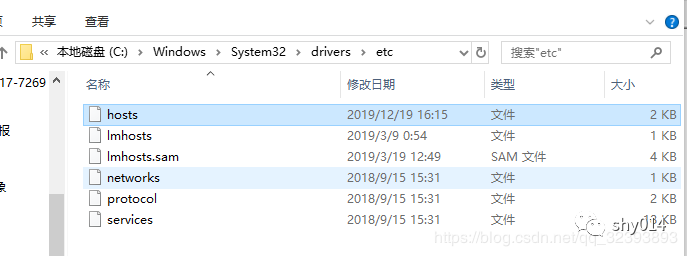 共享 查看
本地磁盘 (C:) > Windows > System32 > drivers > etc 搜索"etc"
名称 修改日期 类型 大小
17-7269
hosts 2019/12/19 16:15 文件 2 KB
lmhosts 2019/3/9 0:54 文件 1 KB
报
lmhosts.sam 2019/3/19 12:49 SAM 文件 4 KB
networks 2018/9/15 15:31 文件 1 KB
象
protocol 2018/9/15 15:31 文件 2 KB
services 2018/9/15 15:31 文件 KB
shy014
https://blog.csdn.net/qq_32393893